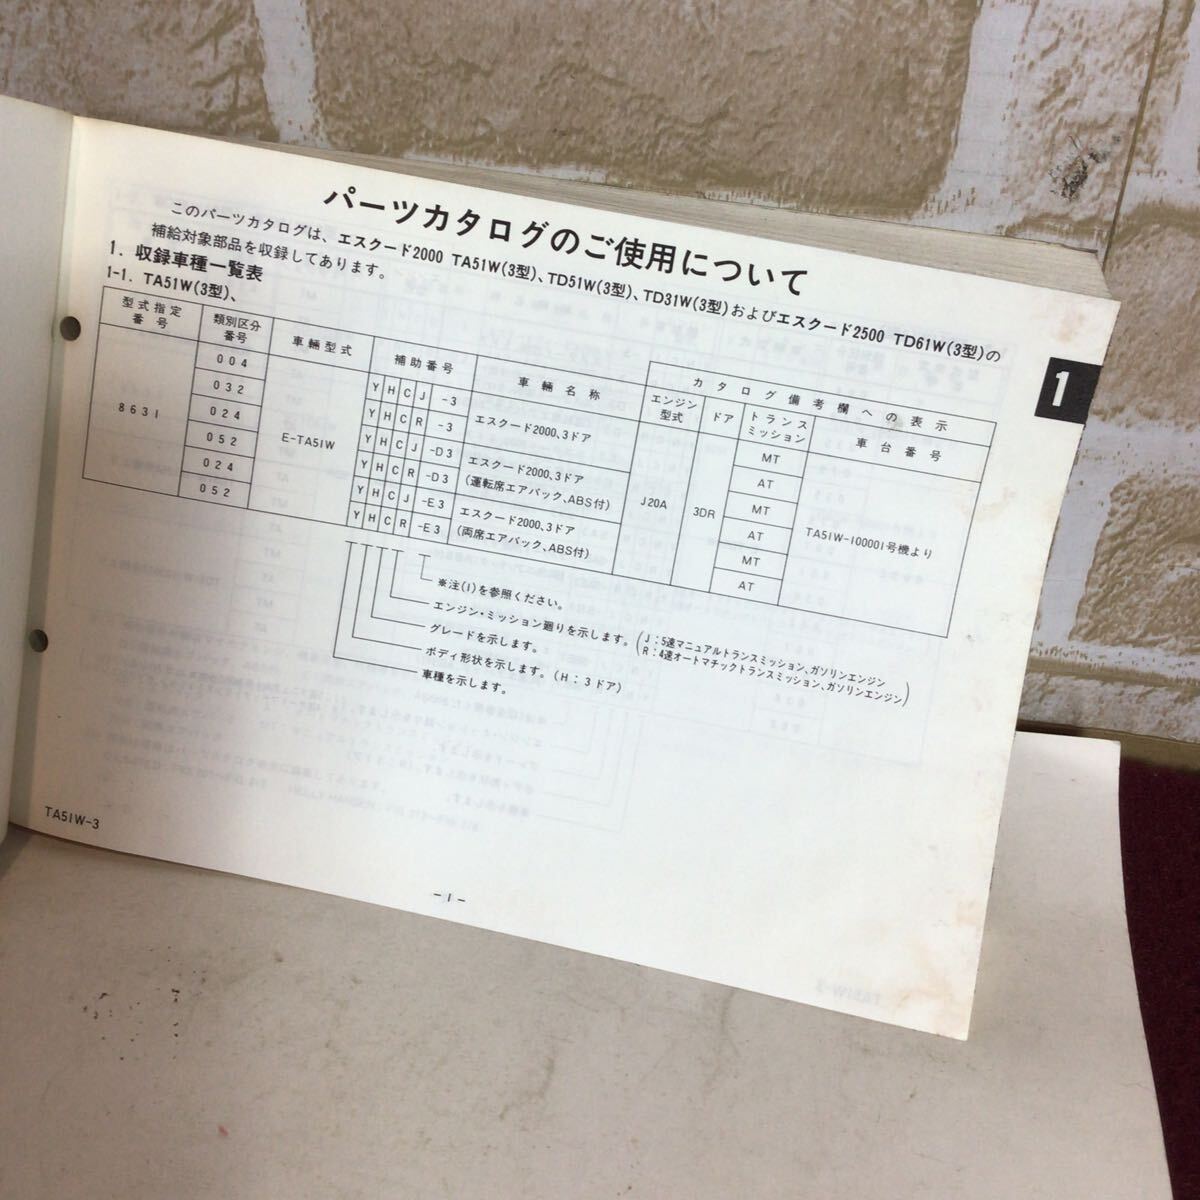 パーツカタログのご使用について
このパーツカタログは、エスクード2000 TA51W(3型)、TD51W(3型)、TD31W(3型)およびエスクード2500 TD61W(3型)の
補給対象部品を収録してあります。
1. 収録車種一覧表
1-1. TA51W(3型)、
型式指定番号 類別区分番号 車輛型式 補助番号 車輛名称 カタログ備考欄への表示
エンジン型式 ドア トランスミッション 車台番号
8631 004 E-TA51W Y H C J -3 エスクード2000、3ドア J20A 3DR MT TA51W-100001号機より
032 Y H C R -3 AT
024 Y H C J -D3 エスクード2000、3ドア MT
052 Y H C R -D3 (運転席エアバック、ABS付) AT
024 Y H C J -E3 エスクード2000、3ドア MT
052 Y H C R -E3 (両席エアバック、ABS付) AT
※注(1)を参照ください。
エンジン・ミッション廻りを示します。(J:5速マニュアルトランスミッション、ガソリンエンジン
R:4速オートマチックトランスミッション、ガソリンエンジン)
グレードを示します。
ボディ形状を示します。(H:3ドア)
車種を示します。
1
TA51W-3
-1-